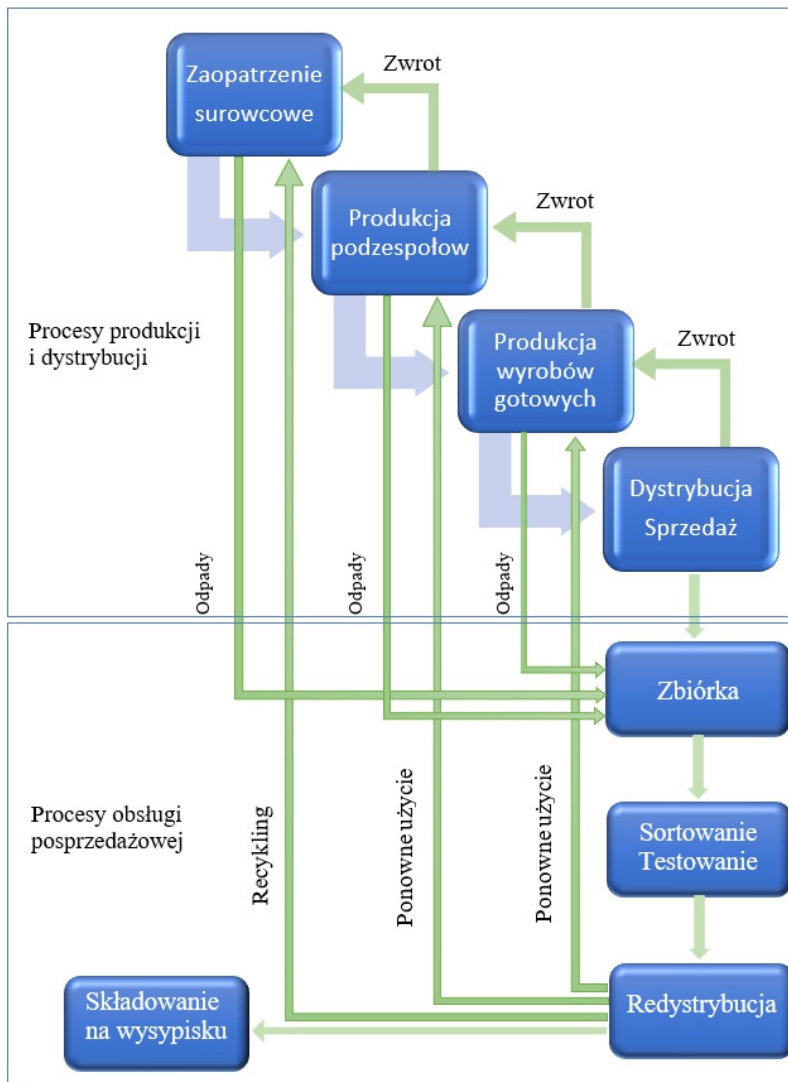 Zaopatrzenie
surowcowe
Zwrot
Produkcja
podzespołow
Zwrot
Procesy produkcji
i dystrybucji
Produkcja
wyrobów
gotowych
Zwrot
Dystrybucja
Sprzedaż
Odpady
Odpady
Odpady
Zbiórka
Procesy obsługi
posprzedażowej
Recykling
Ponowne użycie
Ponowne użycie
Sortowanie
Testowanie
Składowanie
na wysypisku
Redystrybucja